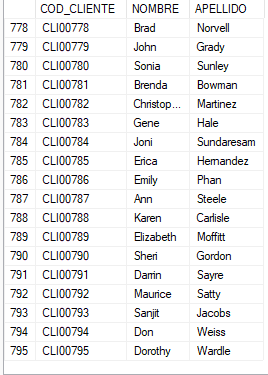 COD_CLIENTE NOMBRE APELLIDO
778 CLI00778 Brad Norvell
779 CLI00779 John Grady
780 CLI00780 Sonia Sunley
781 CLI00781 Brenda Bowman
782 CLI00782 Christop... Martinez
783 CLI00783 Gene Hale
784 CLI00784 Joni Sundaresam
785 CLI00785 Erica Hernandez
786 CLI00786 Emily Phan
787 CLI00787 Ann Steele
788 CLI00788 Karen Carlisle
789 CLI00789 Elizabeth Moffitt
790 CLI00790 Sheri Gordon
791 CLI00791 Darrin Sayre
792 CLI00792 Maurice Satty
793 CLI00793 Sanjit Jacobs
794 CLI00794 Don Weiss
795 CLI00795 Dorothy Wardle